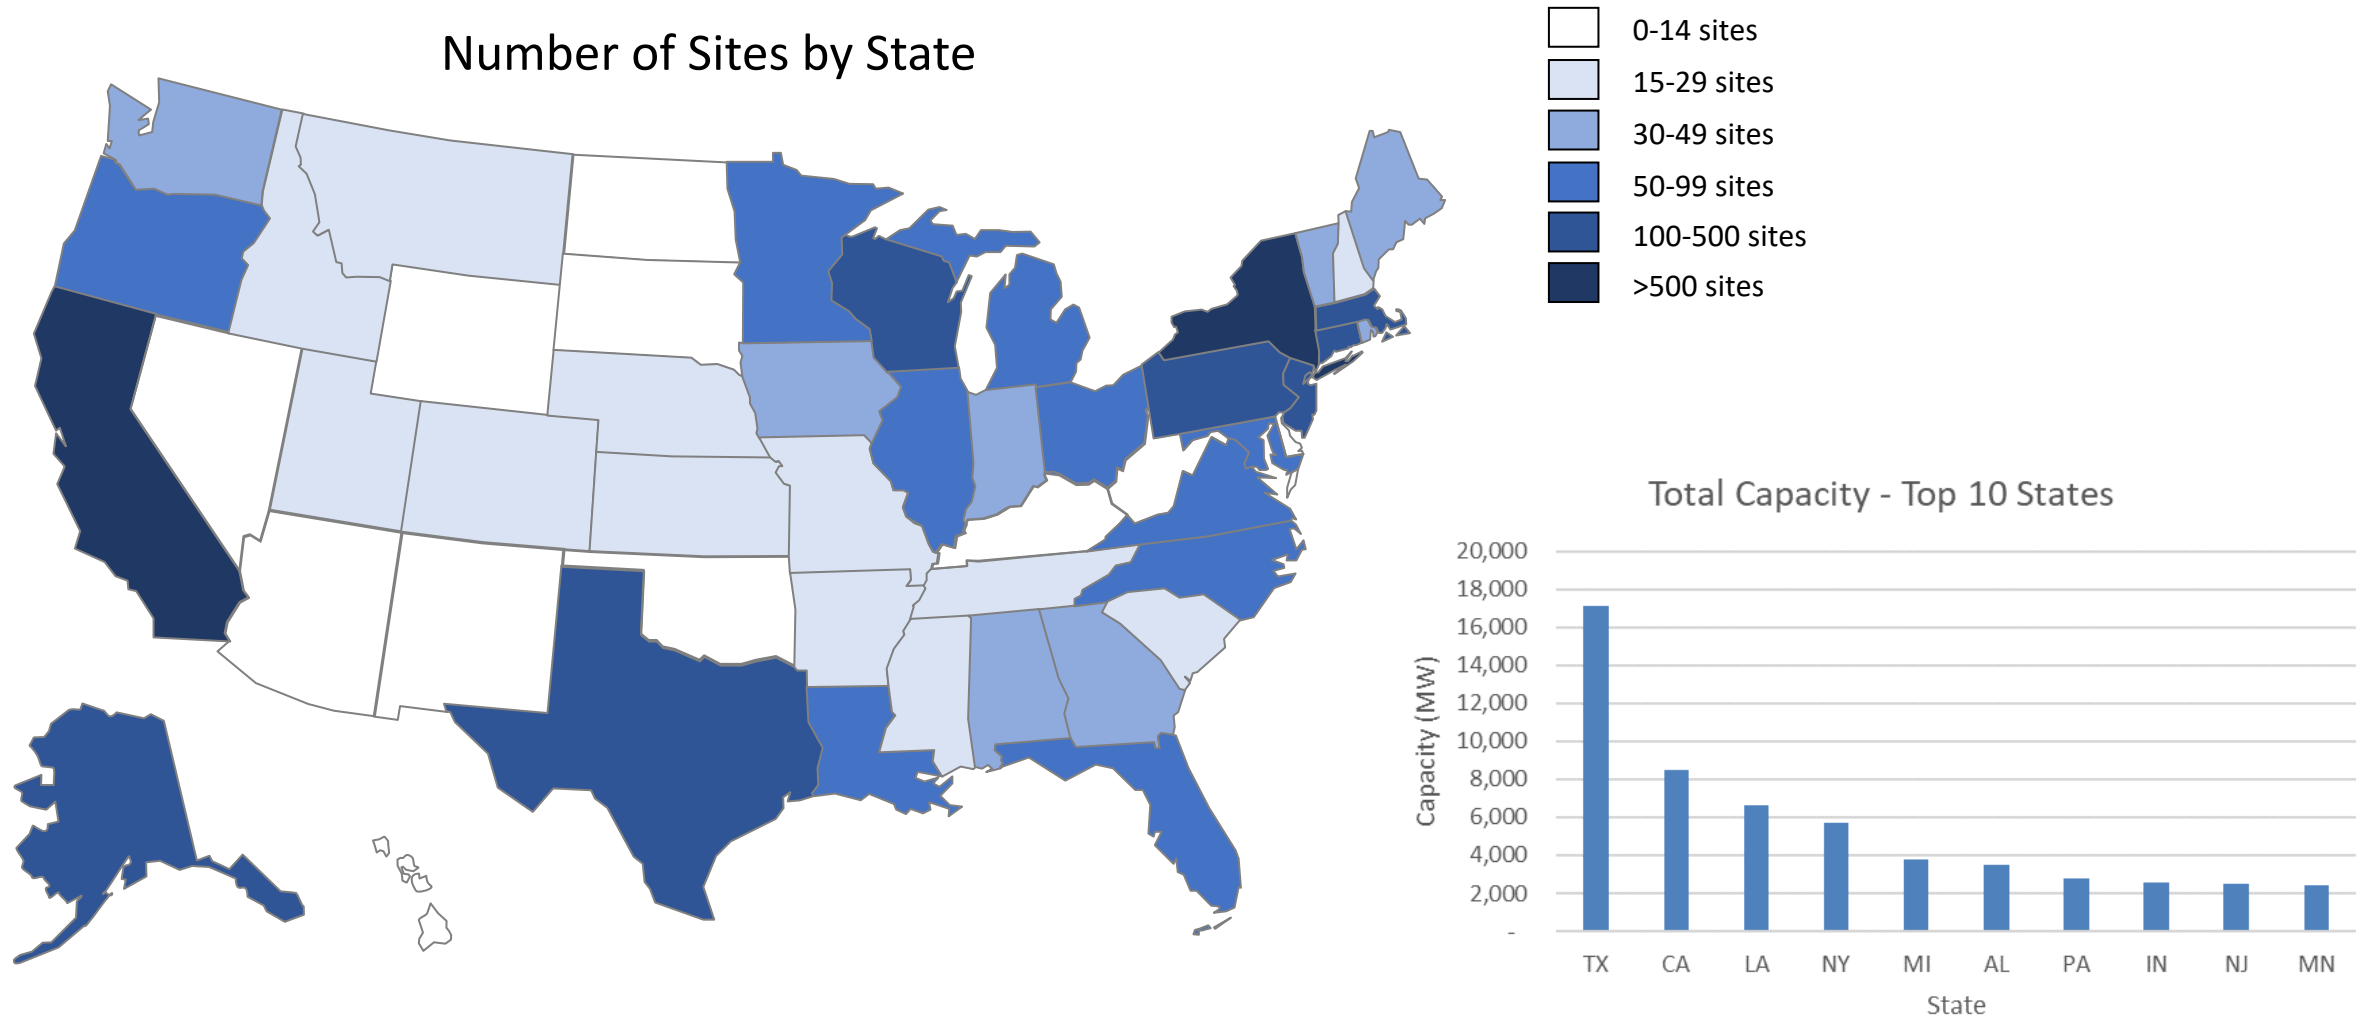 Number of Sites by State
0-14 sites
15-29 sites
30-49 sites
50-99 sites
100-500 sites
>500 sites
Total Capacity - Top 10 States
Capacity (MW)
20,000
18,000
16,000
14,000
12,000
10,000
8,000
6,000
4,000
2,000
-
TX CA LA NY MI AL PA IN NJ MN
State